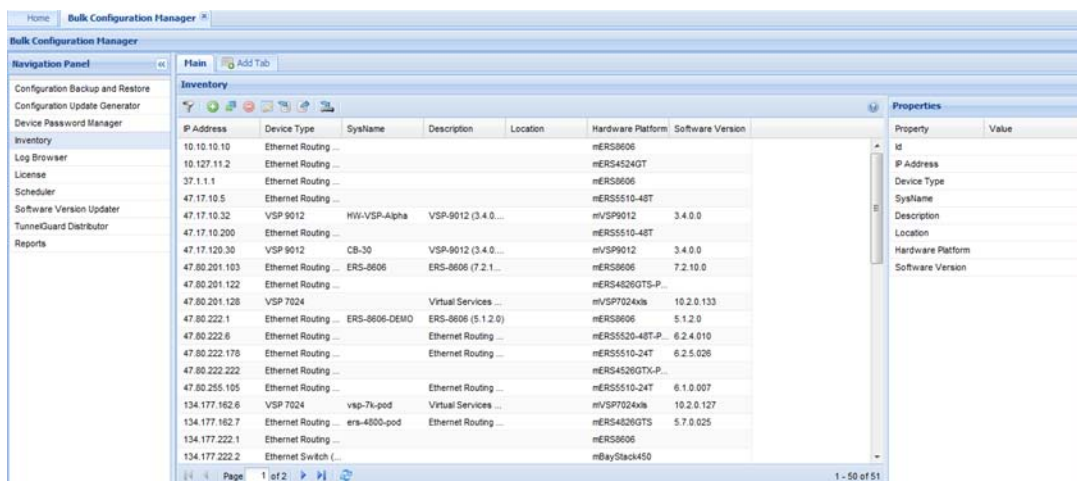 Home Bulk Configuration Manager
Bulk Configuration Manager
Navigation Panel
Configuration Backup and Restore
Configuration Update Generator
Device Password Manager
Inventory
Log Browser
License
Scheduler
Software Version Updater
TunnelGuard Distributor
Reports
Main Add Tab
Inventory
IP Address Device Type SysName Description Location Hardware Platform Software Version
10.10.10.10 Ethernet Routing ... mERS8606
10.127.11.2 Ethernet Routing ... mERS4524GT
37.1.1.1 Ethernet Routing ... mERS8606
47.17.10.5 Ethernet Routing ... mERS5510-48T
47.17.10.32 VSP 9012 HW-VSP-Alpha VSP-9012 (3.4.0.... mVSP9012 3.4.0.0
47.17.10.200 Ethernet Routing ... mERS5510-48T
47.17.120.30 VSP 9012 CB-30 VSP-9012 (3.4.0.... mVSP9012 3.4.0.0
47.80.201.103 Ethernet Routing ... ERS-8606 ERS-8606 (7.2.1... mERS8606 7.2.10.0
47.80.201.122 Ethernet Routing ... mERS4826GTS-P...
47.80.201.128 VSP 7024 Virtual Services ... mVSP7024xls 10.2.0.133
47.80.222.1 Ethernet Routing ... ERS-8606-DEMO ERS-8606 (5.1.2.0) mERS8606 5.1.2.0
47.80.222.6 Ethernet Routing ... Ethernet Routing ... mERS5520-48T-P... 6.2.4.010
47.80.222.178 Ethernet Routing ... Ethernet Routing ... mERS5510-24T 6.2.5.026
47.80.222.222 Ethernet Routing ... mERS4526GTX-P...
47.80.255.105 Ethernet Routing ... Ethernet Routing ... mERS5510-24T 6.1.0.007
134.177.162.6 VSP 7024 vsp-7k-pod Virtual Services ... mVSP7024xls 10.2.0.127
134.177.162.7 Ethernet Routing ... ers-4800-pod Ethernet Routing ... mERS4826GTS 5.7.0.025
134.177.222.1 Ethernet Routing ... mERS8606
134.177.222.2 Ethernet Switch (... mBayStack450
Page 1 of 2 1 - 50 of 51
Properties
Property Value
Id
IP Address
Device Type
SysName
Description
Location
Hardware Platform
Software Version